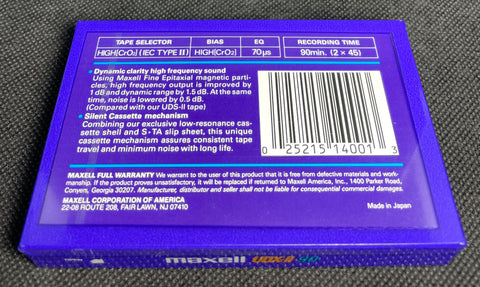 TAPE SELECTOR BIAS EQ RECORDING TIME
HIGH[CrO2] (IEC TYPE II) HIGH[CrO2] 70μs 90min. (2 × 45)
• Dynamic clarity high frequency sound
Using Maxell Fine Epitaxial magnetic parti-
cles, high frequency output is improved by
1 dB and dynamic range by 1.5 dB. At the same
time, noise is lowered by 0.5 dB.
(Compared with our UDS-II tape)
• Silent Cassette mechanism
Combining our exclusive low-resonance cas-
sette shell and S•TA slip sheet, this unique
cassette mechanism assures consistent tape
travel and minimum noise with long life.
0 25215 14001 3
MAXELL FULL WARRANTY We warrant to the user of this product that it is free from defective materials and work-
manship. If the product proves unsatisfactory, it will be replaced if returned to Maxell America, Inc., 1400 Parker Road,
Conyers, Georgia 30207. Manufacturer, distributor and seller shall not be liable for consequential commercial damages.
MAXELL CORPORATION OF AMERICA
22-08 ROUTE 208, FAIR LAWN, NJ 07410
Made in Japan
maxell